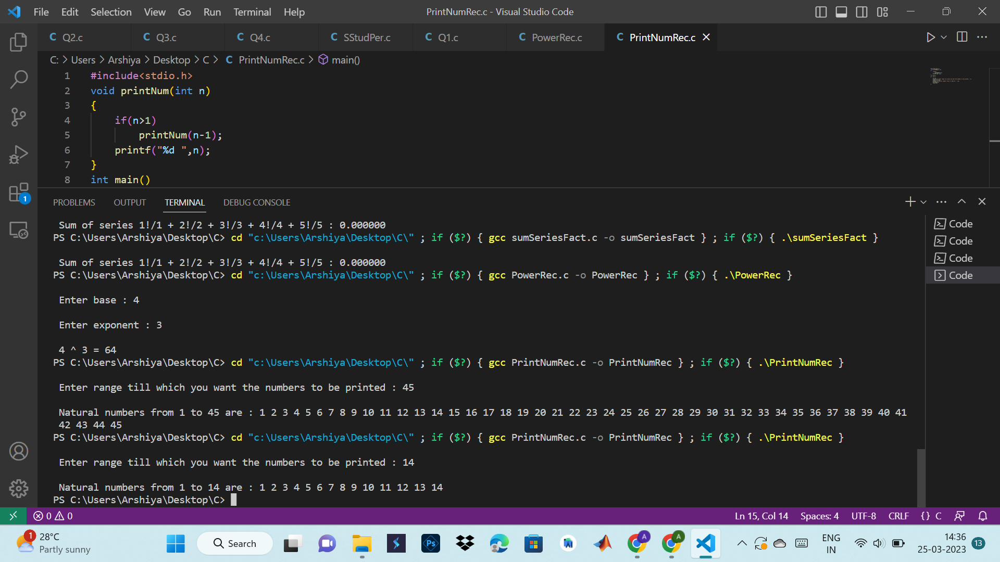 File Edit Selection View Go Run Terminal Help PrintNumRec.c - Visual Studio Code
C Q2.c C Q3.c C Q4.c C SStudPer.c C Q1.c C PowerRec.c C PrintNumRec.c
C: > Users > Arshiya > Desktop > C > C PrintNumRec.c > main()
1 #include<stdio.h>
2 void printNum(int n)
3 {
4 if(n>1)
5 printNum(n-1);
6 printf("%d ",n);
7 }
8 int main()
1
PROBLEMS OUTPUT TERMINAL DEBUG CONSOLE
Sum of series 1!/1 + 2!/2 + 3!/3 + 4!/4 + 5!/5 : 0.000000
PS C:\Users\Arshiya\Desktop\C> cd "c:\Users\Arshiya\Desktop\C\" ; if ($?) { gcc sumSeriesFact.c -o sumSeriesFact } ; if ($?) { .\sumSeriesFact }
Sum of series 1!/1 + 2!/2 + 3!/3 + 4!/4 + 5!/5 : 0.000000
PS C:\Users\Arshiya\Desktop\C> cd "c:\Users\Arshiya\Desktop\C\" ; if ($?) { gcc PowerRec.c -o PowerRec } ; if ($?) { .\PowerRec }
Enter base : 4
Enter exponent : 3
4 ^ 3 = 64
PS C:\Users\Arshiya\Desktop\C> cd "c:\Users\Arshiya\Desktop\C\" ; if ($?) { gcc PrintNumRec.c -o PrintNumRec } ; if ($?) { .\PrintNumRec }
Enter range till which you want the numbers to be printed : 45
Natural numbers from 1 to 45 are : 1 2 3 4 5 6 7 8 9 10 11 12 13 14 15 16 17 18 19 20 21 22 23 24 25 26 27 28 29 30 31 32 33 34 35 36 37 38 39 40 41
42 43 44 45
PS C:\Users\Arshiya\Desktop\C> cd "c:\Users\Arshiya\Desktop\C\" ; if ($?) { gcc PrintNumRec.c -o PrintNumRec } ; if ($?) { .\PrintNumRec }
Enter range till which you want the numbers to be printed : 14
Natural numbers from 1 to 14 are : 1 2 3 4 5 6 7 8 9 10 11 12 13 14
PS C:\Users\Arshiya\Desktop\C>
Code
Code
Code
Code
0 0 Ln 15, Col 14 Spaces: 4 UTF-8 CRLF {} C
1 28°C
Partly sunny
Search
Ps
A
A
ENG
IN
14:36
25-03-2023
13